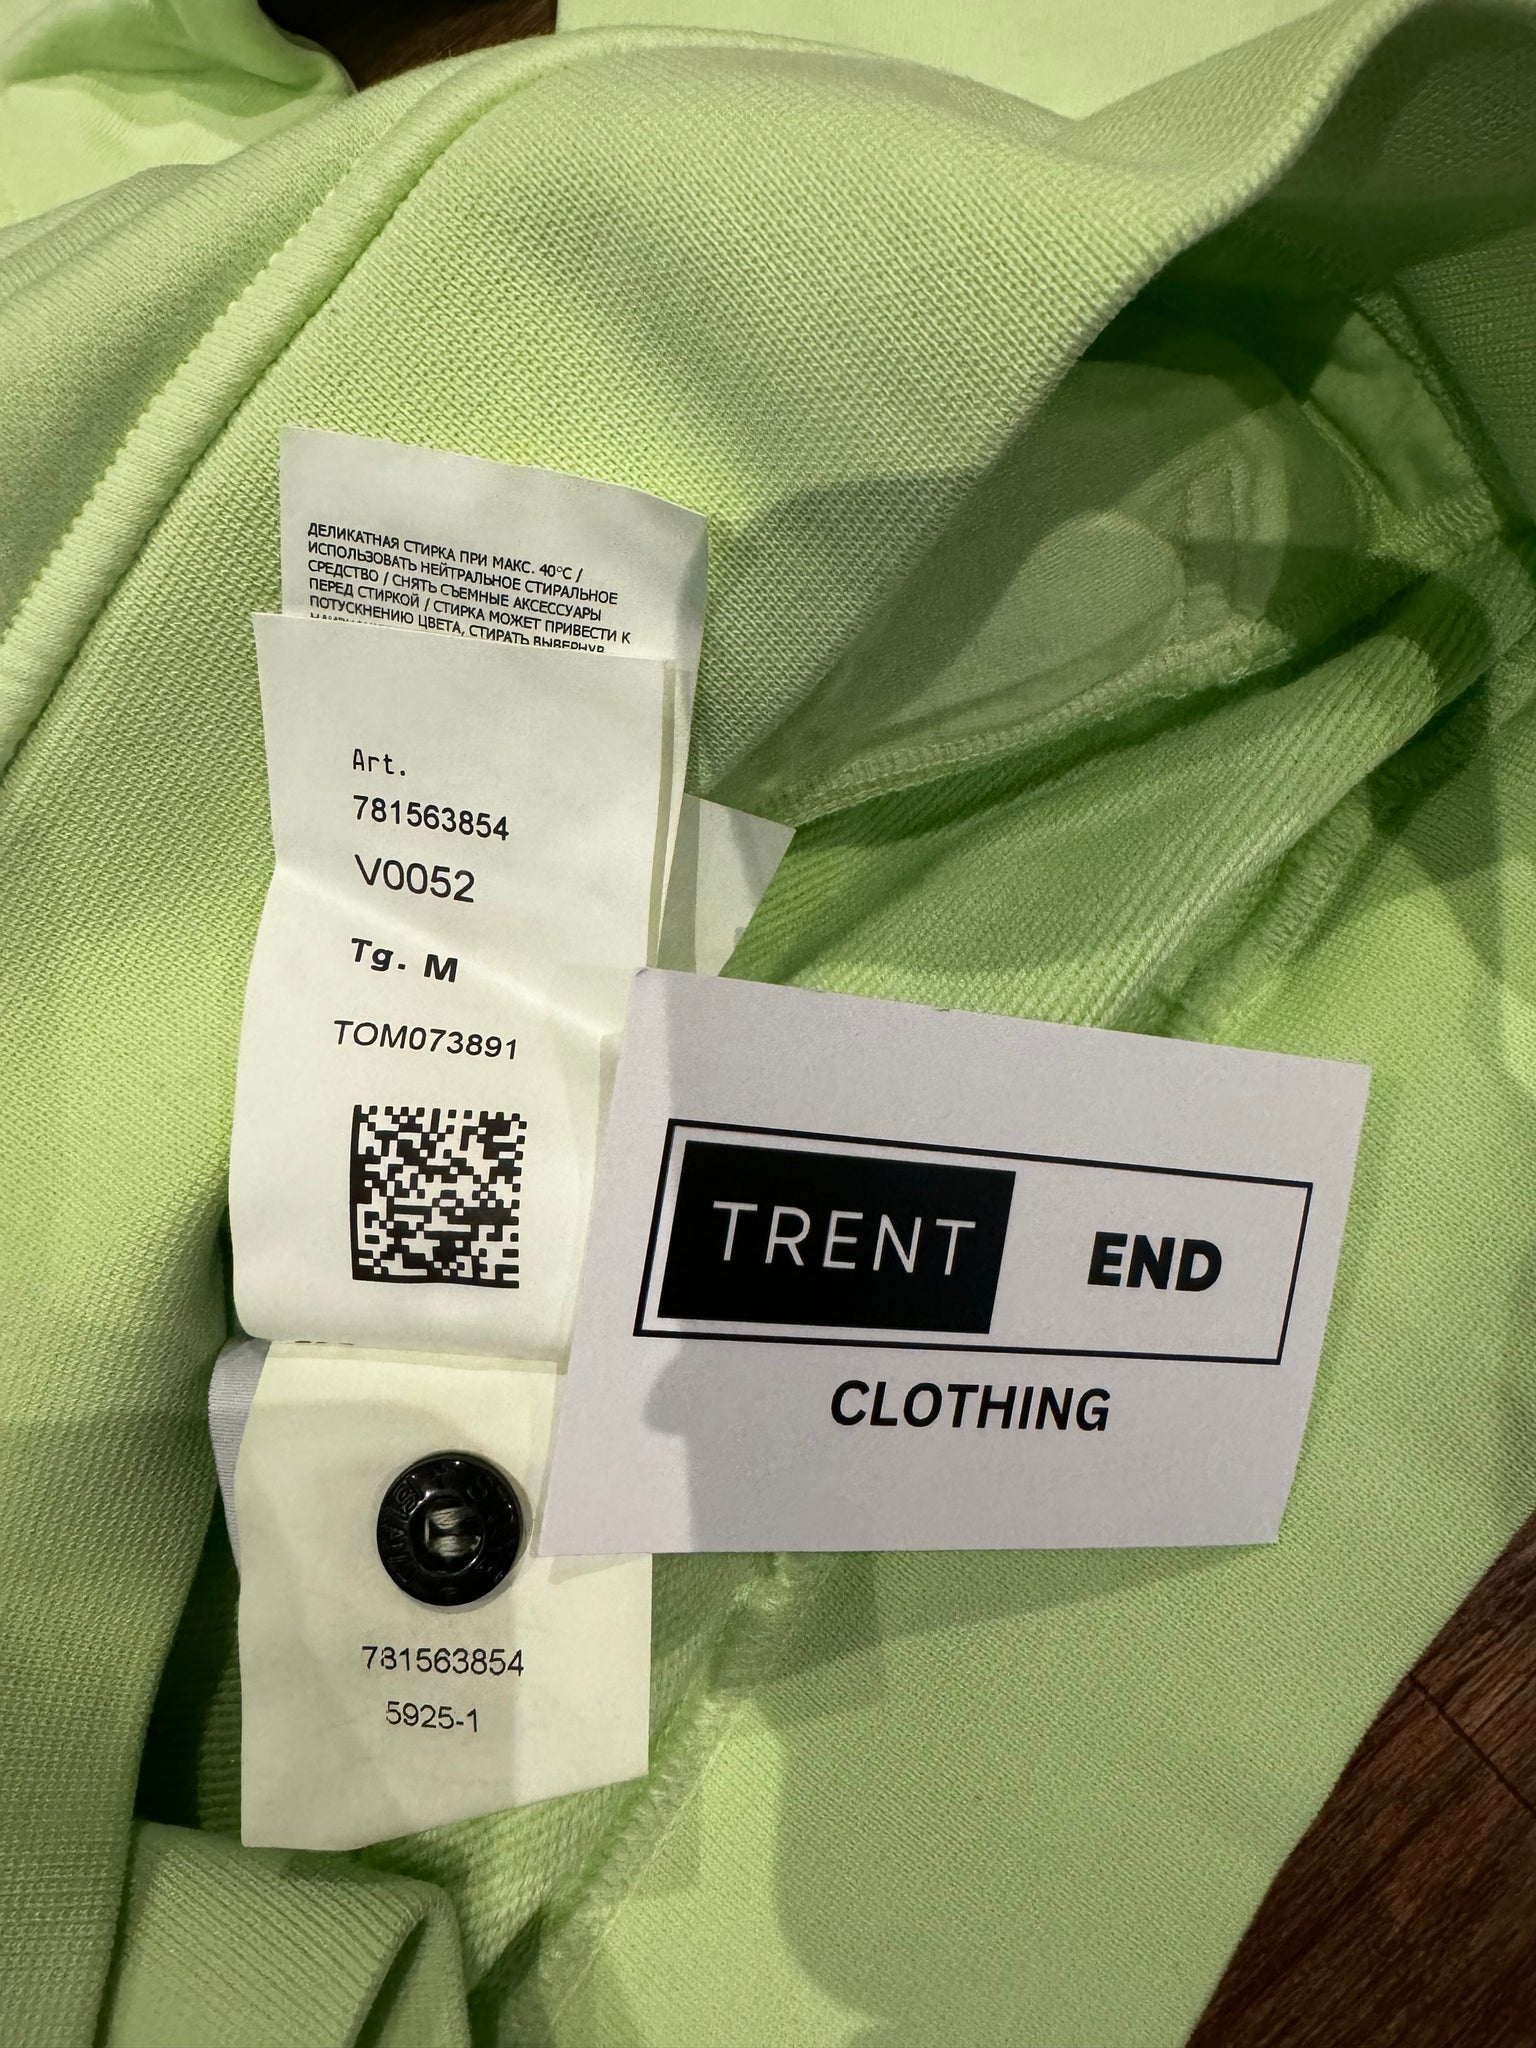 ДЕЛИКАТНАЯ СТИРКА ПРИ МАКС. 40°C /
ИСПОЛЬЗОВАТЬ НЕЙТРАЛЬНОЕ СТИРАЛЬНОЕ
СРЕДСТВО / СНЯТЬ СЪЕМНЫЕ АКСЕССУАРЫ
ПЕРЕД СТИРКОЙ / СТИРКА МОЖЕТ ПРИВЕСТИ К
ПОТУСКНЕНИЮ ЦВЕТА, СТИРАТЬ
Art.
781563854
V0052
Tg. M
TOM073891
TRENT END
CLOTHING
781563854
5925-1